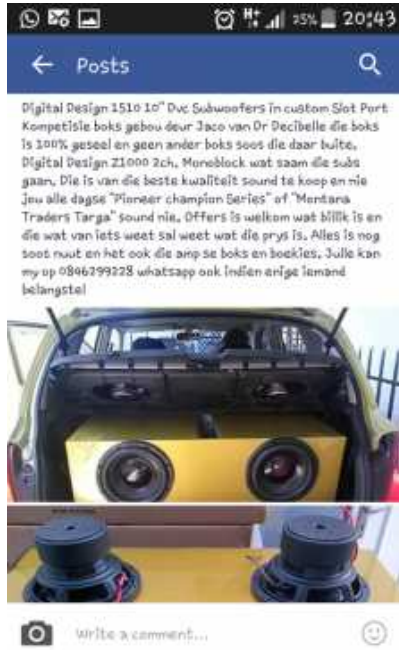 H+ 25% 20:43
Posts
Digital Design 1510 10" Dvc Subwoofers in custom Slot Port
Kompetisie boks gebou deur Jaco van Dr Decibelle die boks
is 100% geseel en geen ander boks soos die daar buite.
Digital Design Z1000 2ch. Monoblock wat saam die subs
gaan. Die is van die beste kwaliteit sound te koop en nie
jou alle dagse "Pioneer champion Series" of "Montana
Traders Targa" sound nie. Offers is welkom wat billik is en
die wat van iets weet sal weet wat die prys is. Alles is nog
soos nuut en het ook die amp se boks en boekies. Julle kan
my op 0846299228 whatsapp ook indien enige iemand
belangstel
Write a comment...